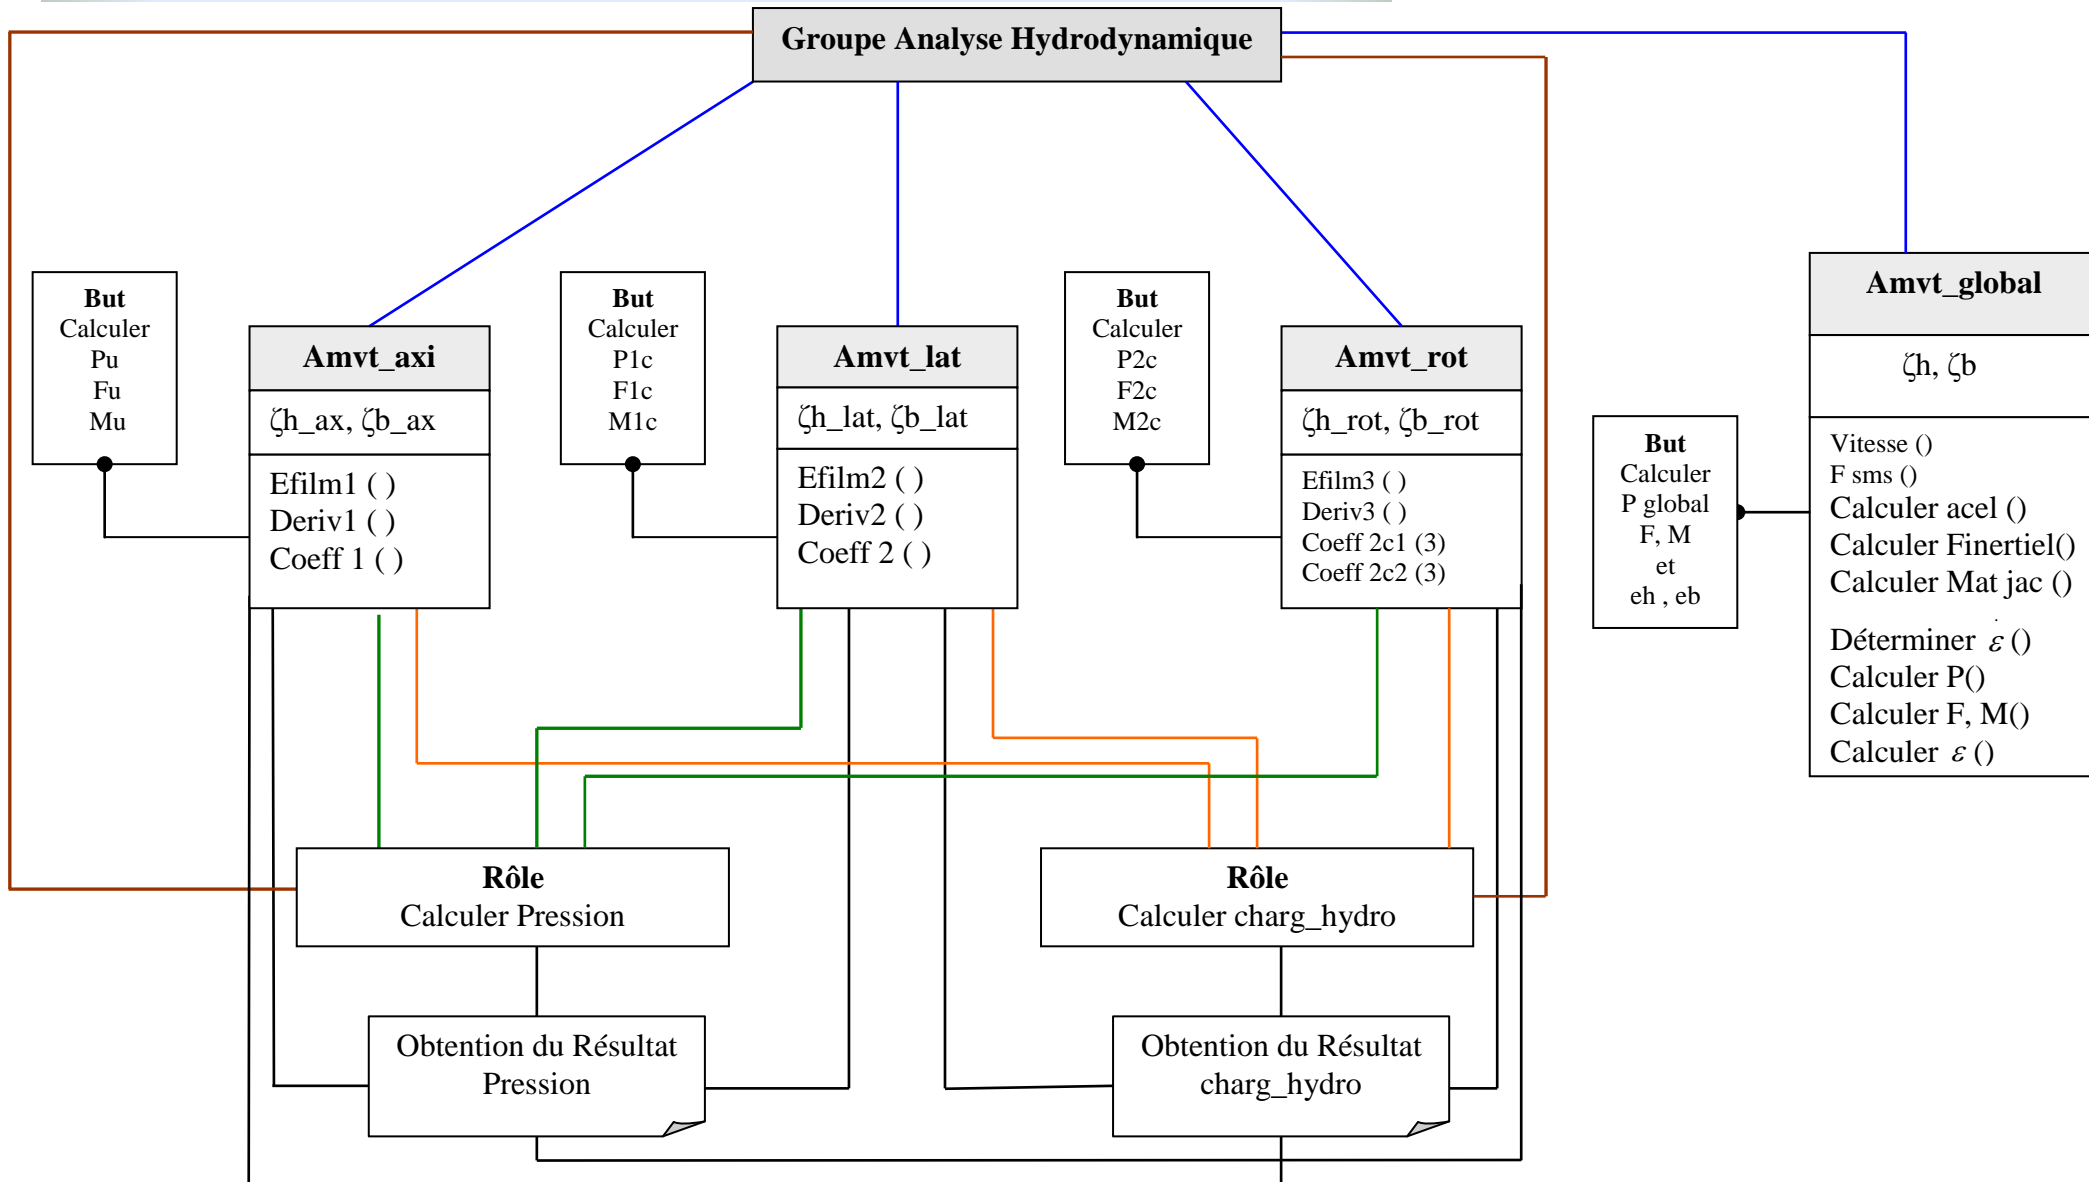 Groupe Analyse Hydrodynamique
But
Calculer
Pu
Fu
Mu
Amvt_axi
ζh_ax, ζb_ax
Efilm1 ( )
Deriv1 ( )
Coeff 1 ( )
But
Calculer
P1c
F1c
M1c
Amvt_lat
ζh_lat, ζb_lat
Efilm2 ( )
Deriv2 ( )
Coeff 2 ( )
But
Calculer
P2c
F2c
M2c
Amvt_rot
ζh_rot, ζb_rot
Efilm3 ( )
Deriv3 ( )
Coeff 2c1 (3)
Coeff 2c2 (3)
But
Calculer
P global
F, M
et
eh , eb
Amvt_global
ζh, ζb
Vitesse ()
F sms ()
Calculer acel ()
Calculer Finertiel()
Calculer Mat jac ()
Déterminer ε̇ ()
Calculer P()
Calculer F, M()
Calculer ε ()
Rôle
Calculer Pression
Rôle
Calculer charg_hydro
Obtention du Résultat
Pression
Obtention du Résultat
charg_hydro